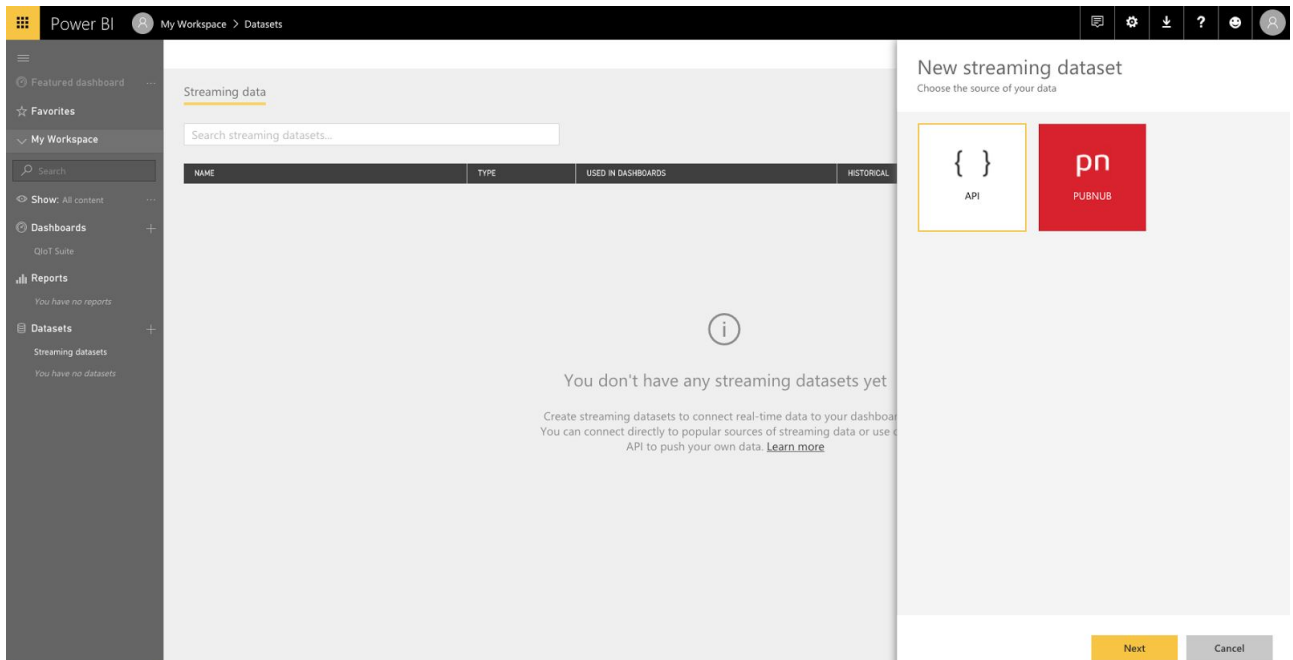 Power BI
My Workspace > Datasets
Featured dashboard
Favorites
My Workspace
Search
Show: All content
Dashboards
QIoT Suite
Reports
You have no reports
Datasets
Streaming datasets
You have no datasets
Streaming data
Search streaming datasets...
NAME TYPE USED IN DASHBOARDS HISTORICAL
You don't have any streaming datasets yet
Create streaming datasets to connect real-time data to your
You can connect directly to popular sources of streaming data or use
API to push your own data. Learn more
New streaming dataset
Choose the source of your data
{ }
API
pn
PUBNUB
Next Cancel